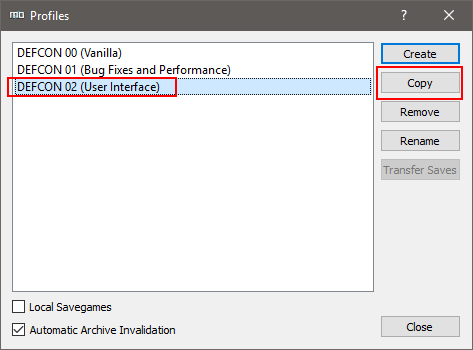 Profiles
DEFCON 00 (Vanilla)
DEFCON 01 (Bug Fixes and Performance)
DEFCON 02 (User Interface)
Create
Copy
Remove
Rename
Transfer Saves
Local Savegames
Automatic Archive Invalidation
Close